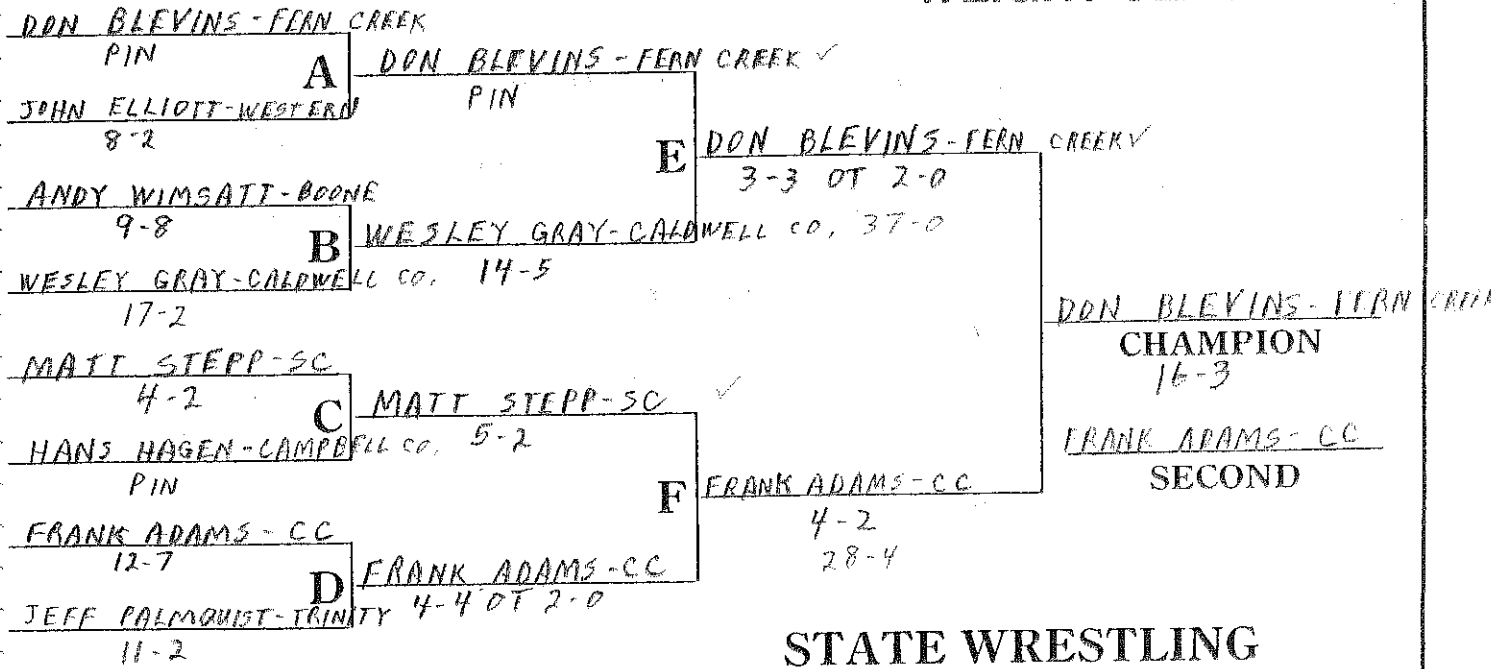 DON BLEVINS - FERN CREEK
PIN
A
JOHN ELLIOTT - WESTERN
8-2
DON BLEVINS - FERN CREEK ✓
PIN
ANDY WIMSATT - BOONE
9-8
B
WESLEY GRAY - CALDWELL CO.
17-2
WESLEY GRAY - CALDWELL CO. 37-0
14-5
E
DON BLEVINS - FERN CREEK ✓
3-3 OT 2-0
MATT STEPP - SC
4-2
C
HANS HAGEN - CAMPBELL CO.
PIN
MATT STEPP - SC ✓
5-2
FRANK ADAMS - CC
12-7
D
JEFF PALMQUIST - TRINITY
11-2
FRANK ADAMS - CC
4-4 OT 2-0
F
FRANK ADAMS - CC
4-2
28-4
DON BLEVINS - FERN CREEK
CHAMPION
16-3
FRANK ADAMS - CC
SECOND
STATE WRESTLING